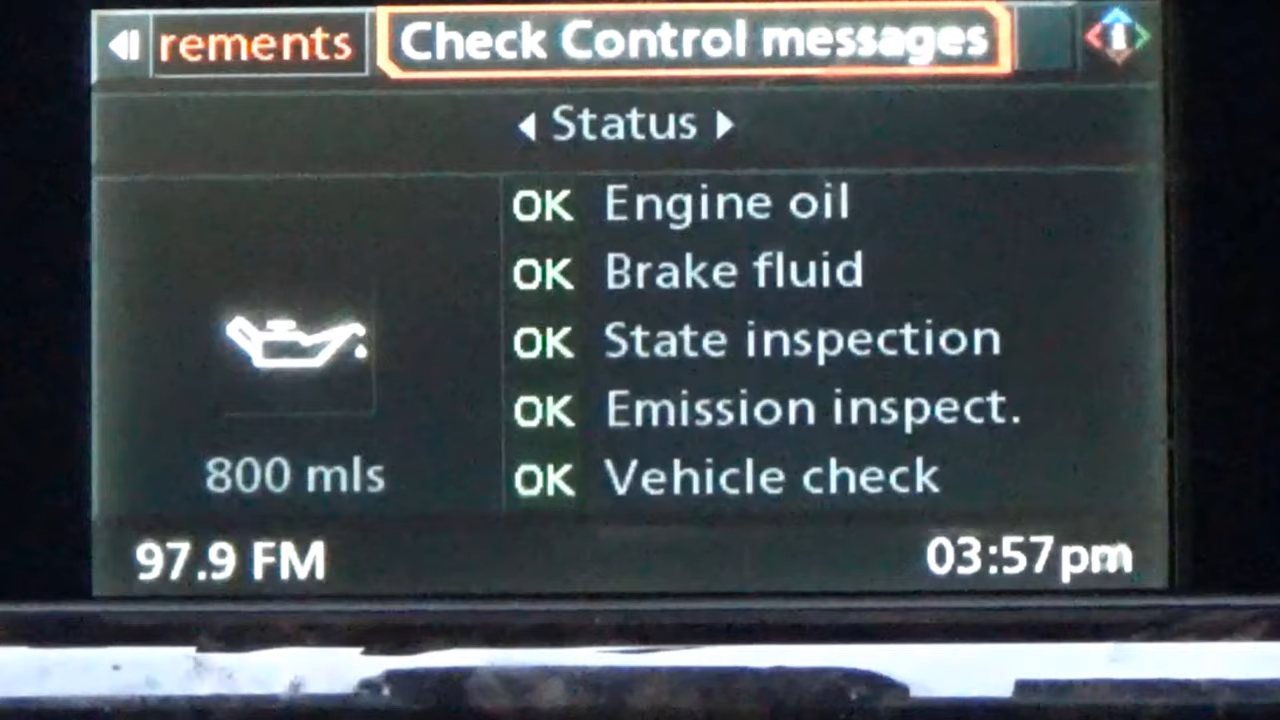 rements Check Control messages
Status
OK Engine oil
OK Brake fluid
OK State inspection
OK Emission inspect.
OK Vehicle check
800 mls
97.9 FM 03:57pm